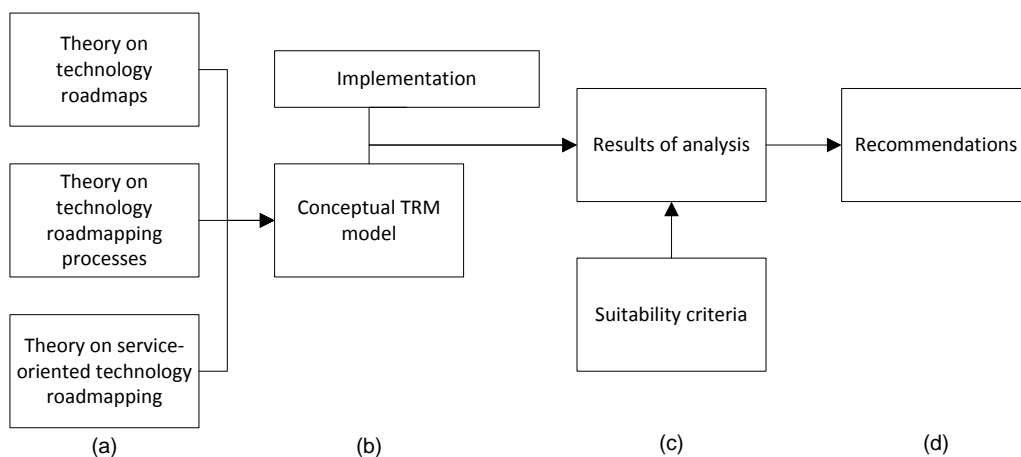 Theory on
technology
roadmaps
Theory on
technology
roadmapping
processes
Theory on service-
oriented technology
roadmapping
(a)
Implementation
Conceptual TRM
model
(b)
Results of analysis
Suitability criteria
(c)
Recommendations
(d)